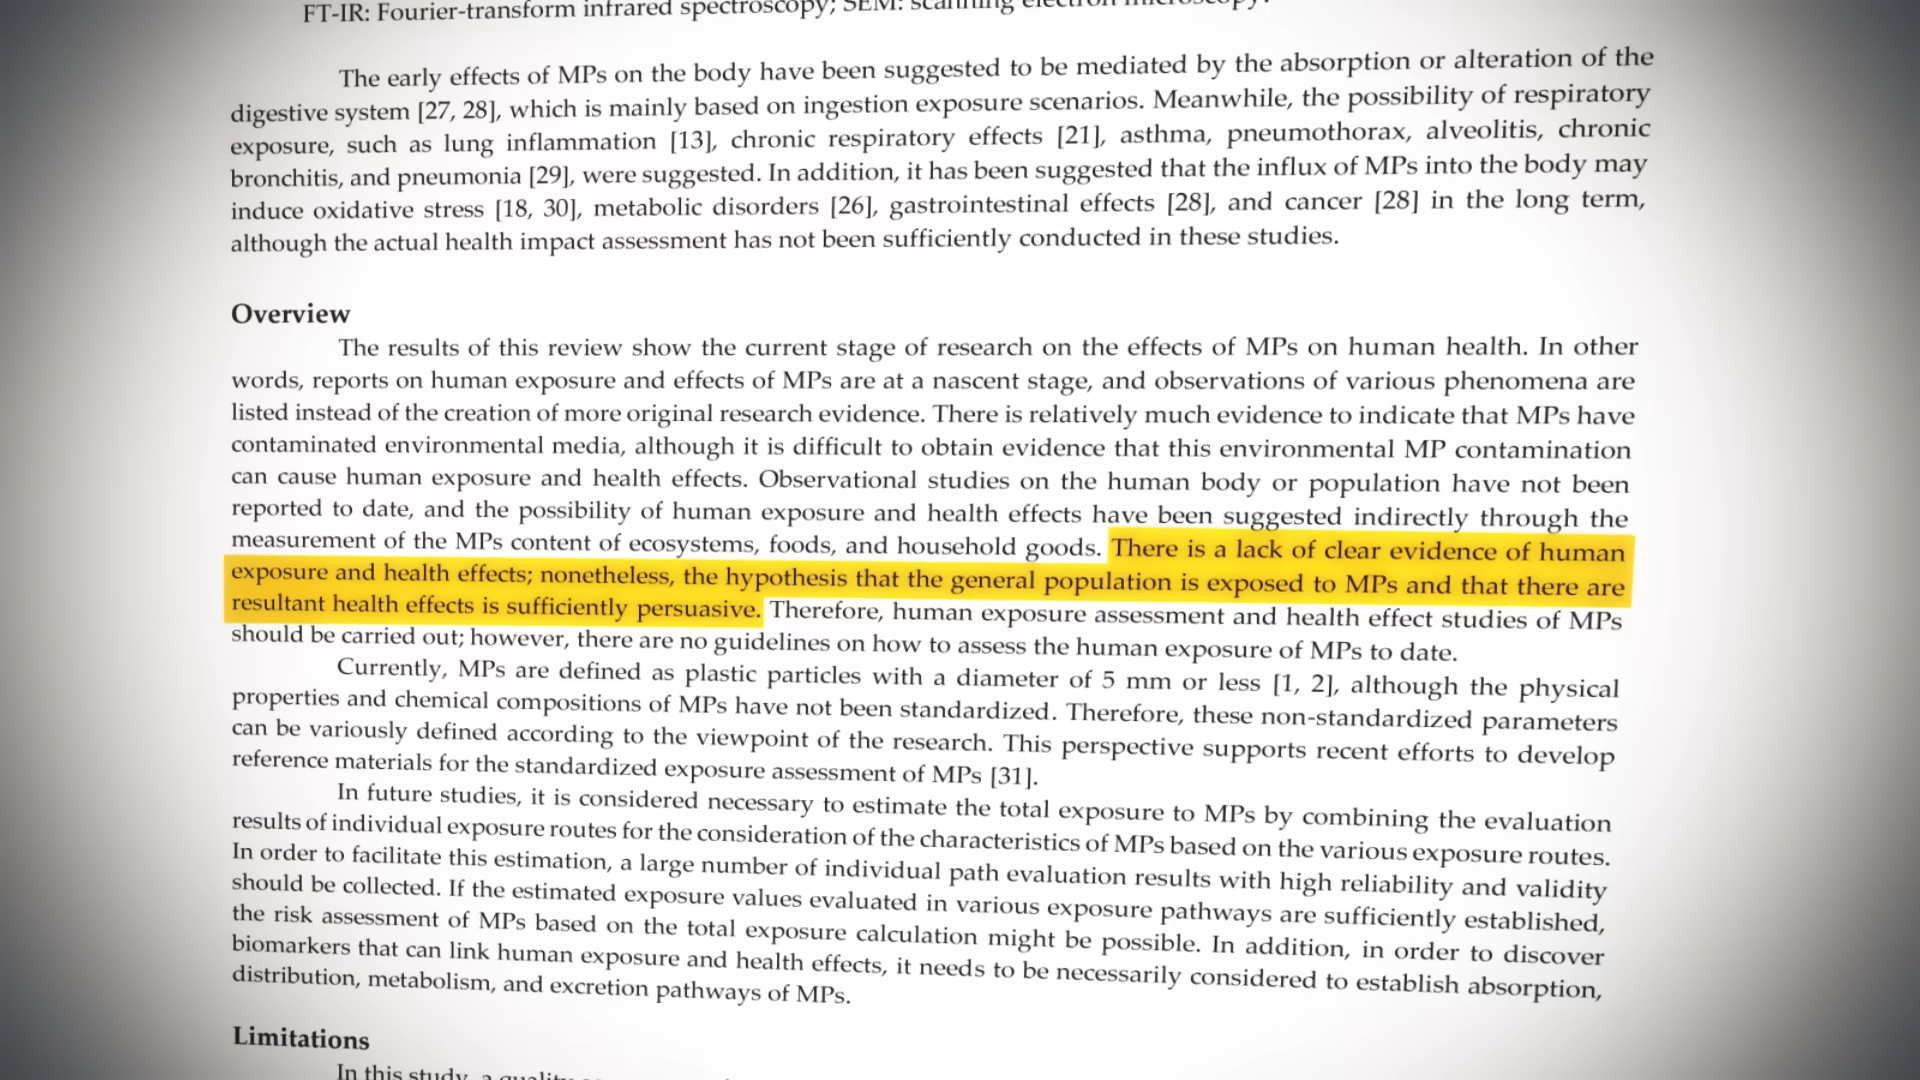 FT-IR: Fourier-transform infrared spectroscopy; SEM: scanning electron microscopy.
The early effects of MPs on the body have been suggested to be mediated by the absorption or alteration of the
digestive system [27, 28], which is mainly based on ingestion exposure scenarios. Meanwhile, the possibility of respiratory
exposure, such as lung inflammation [13], chronic respiratory effects [21], asthma, pneumothorax, alveolitis, chronic
bronchitis, and pneumonia [29], were suggested. In addition, it has been suggested that the influx of MPs into the body may
induce oxidative stress [18, 30], metabolic disorders [26], gastrointestinal effects [28], and cancer [28] in the long term,
although the actual health impact assessment has not been sufficiently conducted in these studies.
Overview
The results of this review show the current stage of research on the effects of MPs on human health. In other
words, reports on human exposure and effects of MPs are at a nascent stage, and observations of various phenomena are
listed instead of the creation of more original research evidence. There is relatively much evidence to indicate that MPs have
contaminated environmental media, although it is difficult to obtain evidence that this environmental MP contamination
can cause human exposure and health effects. Observational studies on the human body or population have not been
reported to date, and the possibility of human exposure and health effects have been suggested indirectly through the
measurement of the MPs content of ecosystems, foods, and household goods. There is a lack of clear evidence of human
exposure and health effects; nonetheless, the hypothesis that the general population is exposed to MPs and that there are
resultant health effects is sufficiently persuasive. Therefore, human exposure assessment and health effect studies of MPs
should be carried out; however, there are no guidelines on how to assess the human exposure of MPs to date.
Currently, MPs are defined as plastic particles with a diameter of 5 mm or less [1, 2], although the physical
properties and chemical compositions of MPs have not been standardized. Therefore, these non-standardized parameters
can be variously defined according to the viewpoint of the research. This perspective supports recent efforts to develop
reference materials for the standardized exposure assessment of MPs [31].
In future studies, it is considered necessary to estimate the total exposure to MPs by combining the evaluation
results of individual exposure routes for the consideration of the characteristics of MPs based on the various exposure routes.
In order to facilitate this estimation, a large number of individual path evaluation results with high reliability and validity
should be collected. If the estimated exposure values evaluated in various exposure pathways are sufficiently established,
the risk assessment of MPs based on the total exposure calculation might be possible. In addition, in order to discover
biomarkers that can link human exposure and health effects, it needs to be necessarily considered to establish absorption,
distribution, metabolism, and excretion pathways of MPs.
Limitations
In this study, a